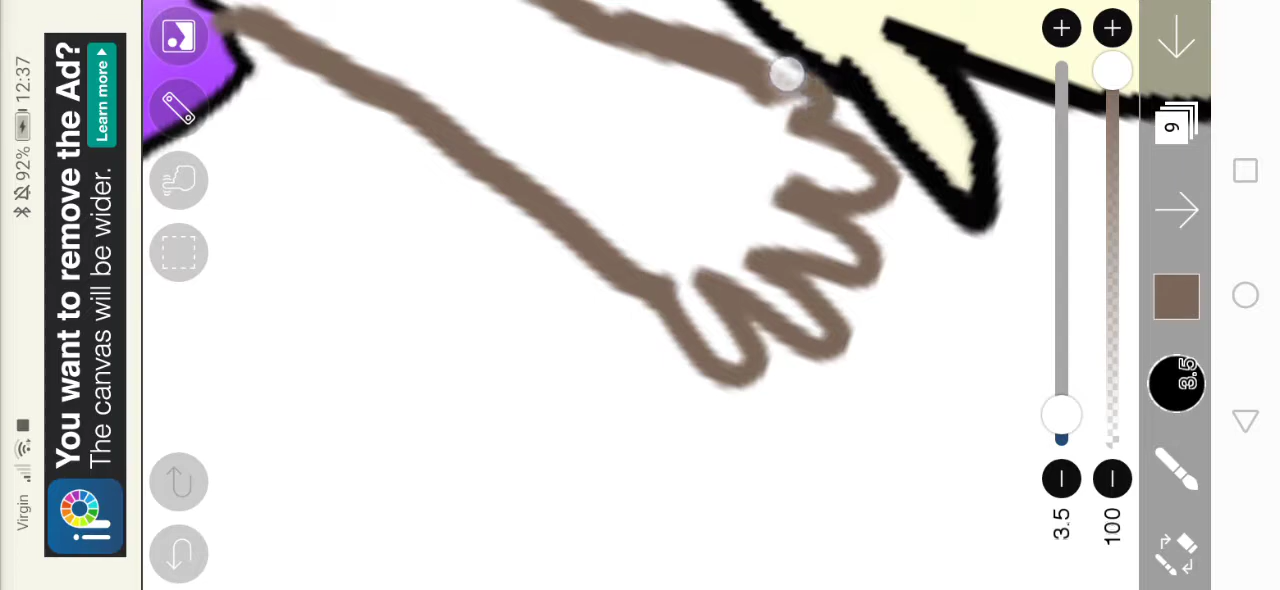 Virgin
92%
12:37
You want to remove the Ad?
The canvas will be wider.
Learn more
iP
9
3.5
3.5
100